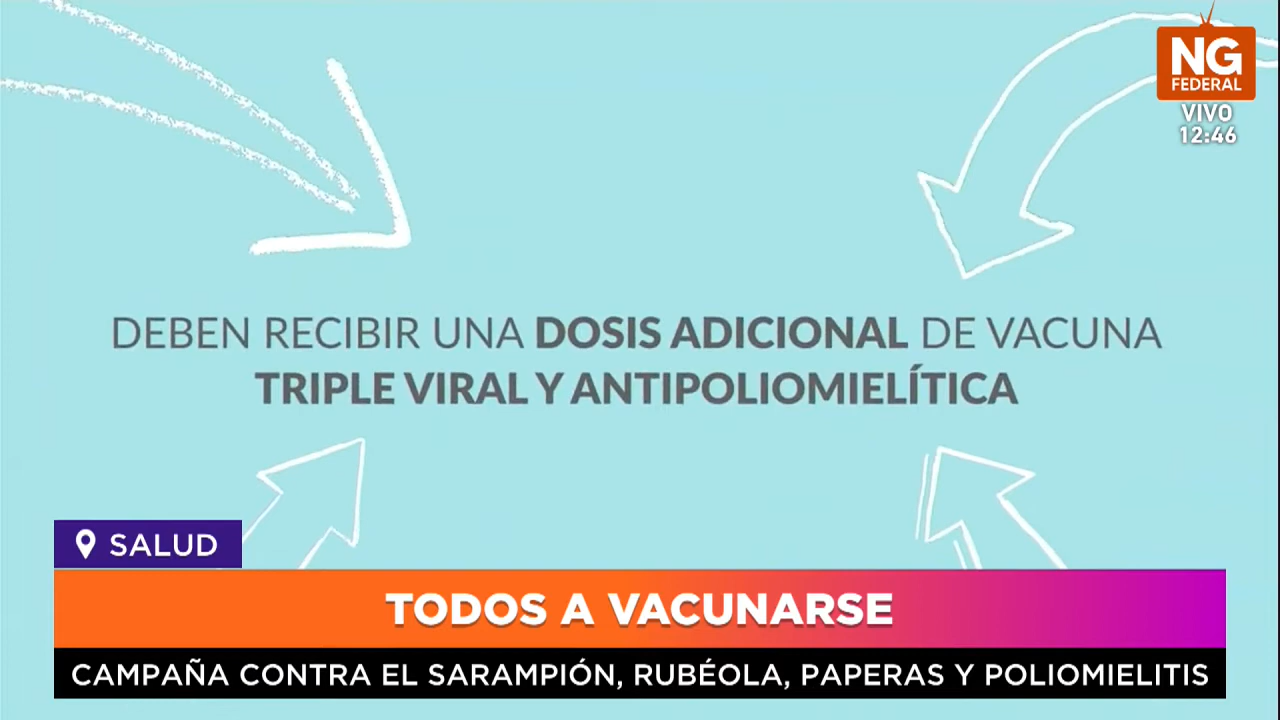 NG
FEDERAL
VIVO
12:46
DEBEN RECIBIR UNA DOSIS ADICIONAL DE VACUNA
TRIPLE VIRAL Y ANTIPOLIOMIELÍTICA
SALUD
TODOS A VACUNARSE
CAMPAÑA CONTRA EL SARAMPIÓN, RUBÉOLA, PAPERAS Y POLIOMIELITIS